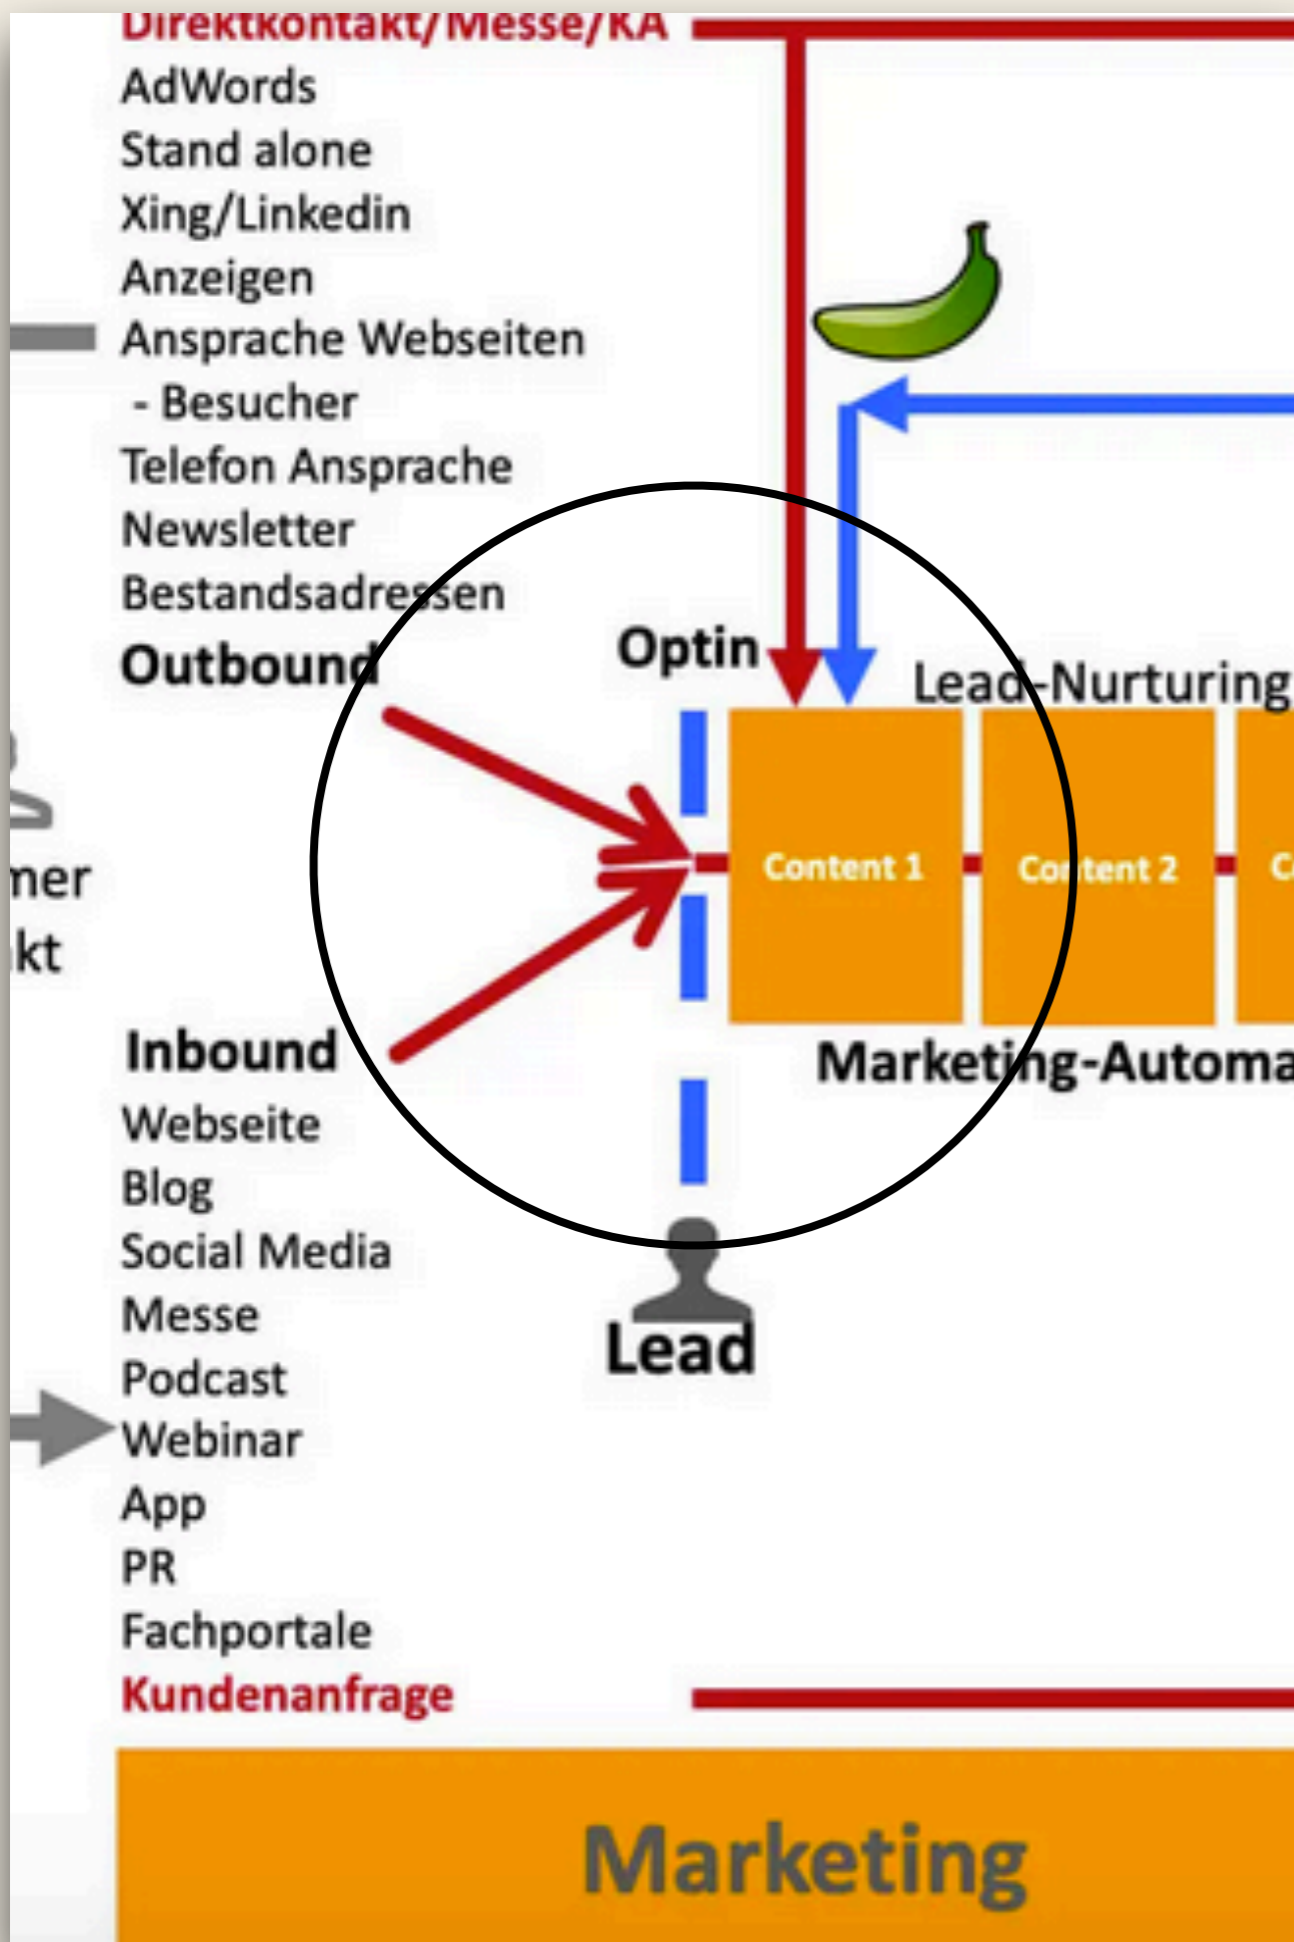 Direktkontakt/Messe/KA
AdWords
Stand alone
Xing/Linkedin
Anzeigen
Ansprache Webseiten
- Besucher
Telefon Ansprache
Newsletter
Bestandsadressen
Outbound
Optin
Lead-Nurturing
Content 1
Content 2
Inbound
Marketing-Automa
Webseite
Blog
Social Media
Messe
Lead
Podcast
Webinar
App
PR
Fachportale
Kundenanfrage
Marketing